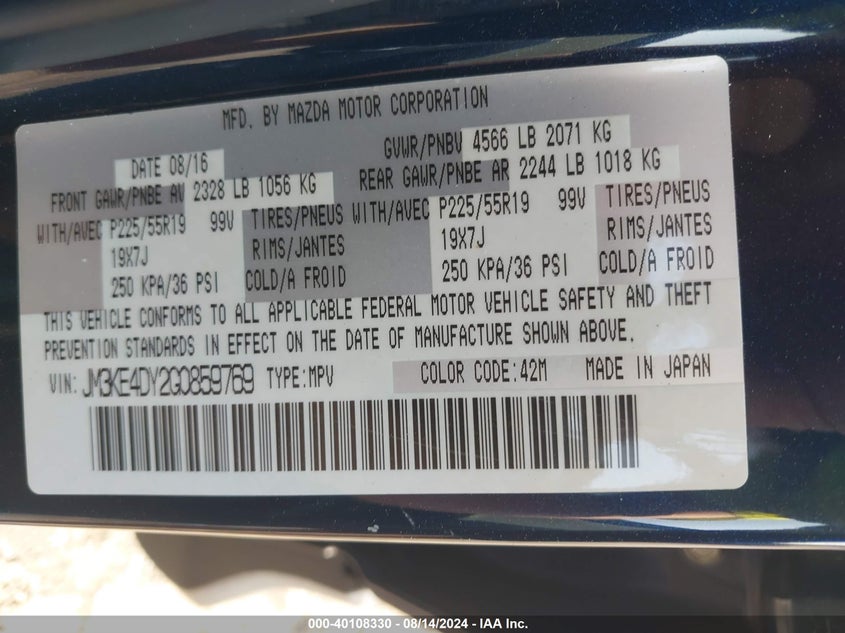 MFD. BY MAZDA MOTOR CORPORATION
DATE 08/16 GVWR/PNBV 4566 LB 2071 KG
FRONT GAWR/PNBE AV 2328 LB 1056 KG REAR GAWR/PNBE AR 2244 LB 1018 KG
WITH/AVEC P225/55R19 99V TIRES/PNEUS WITH/AVEC P225/55R19 99V TIRES/PNEUS
19X7J RIMS/JANTES 19X7J RIMS/JANTES
250 KPA/36 PSI COLD/A FROID 250 KPA/36 PSI COLD/A FROID
THIS VEHICLE CONFORMS TO ALL APPLICABLE FEDERAL MOTOR VEHICLE SAFETY AND THEFT
PREVENTION STANDARDS IN EFFECT ON THE DATE OF MANUFACTURE SHOWN ABOVE.
VIN: JM3KE4DY2G0859769 TYPE:MPV COLOR CODE:42M MADE IN JAPAN
000-40108330 - 08/14/2024 - IAA Inc.